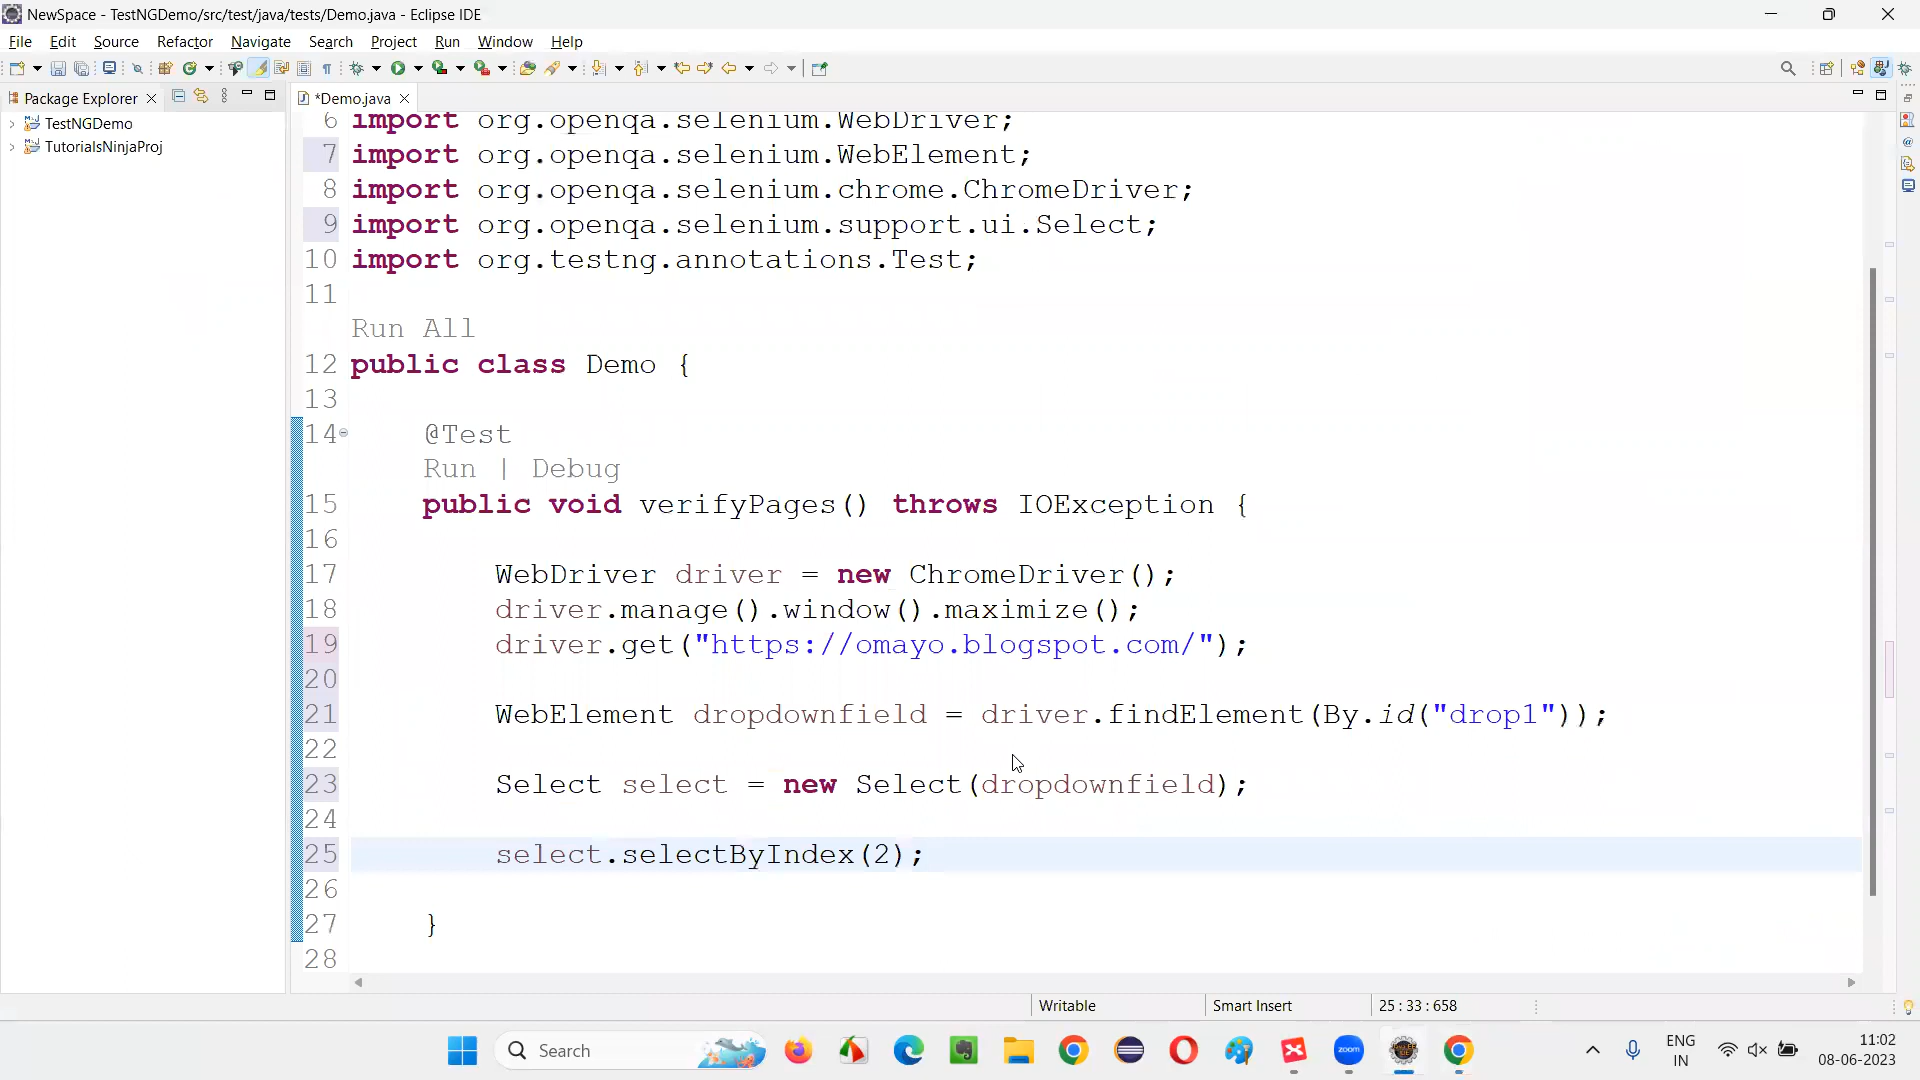 NewSpace - TestNGDemo/src/test/java/tests/Demo.java - Eclipse IDE
File Edit Source Refactor Navigate Search Project Run Window Help
Package Explorer
*Demo.java
TestNGDemo
TutorialsNinjaProj
6 import org.openqa.selenium.WebDriver;
7 import org.openqa.selenium.WebElement;
8 import org.openqa.selenium.chrome.ChromeDriver;
9 import org.openqa.selenium.support.ui.Select;
10 import org.testng.annotations.Test;
11
Run All
12 public class Demo {
13
14 @Test
Run | Debug
15 public void verifyPages() throws IOException {
16
17 WebDriver driver = new ChromeDriver();
18 driver.manage().window().maximize();
19 driver.get("https://omayo.blogspot.com/");
20
21 WebElement dropdownfield = driver.findElement(By.id("drop1"));
22
23 Select select = new Select(dropdownfield);
24
25 select.selectByIndex(2);
26
27 }
28
Writable Smart Insert 25 : 33 : 658
Search
zoom
ENG
IN
11:02
08-06-2023